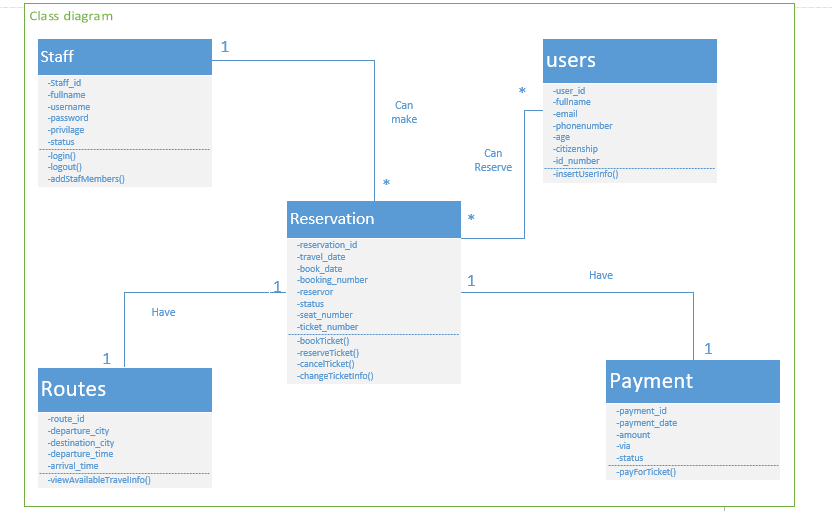 Class diagram
Staff
-Staff_id
-fullname
-username
-password
-privilage
-status
-login()
-logout()
-addStafMembers()
1
Can
make
*
users
-user_id
-fullname
-email
-phonenumber
-age
-citizenship
-id_number
-insertUserInfo()
*
Can
Reserve
*
Reservation
-reservation_id
-travel_date
-book_date
-booking_number
-reservor
-status
-seat_number
-ticket_number
-bookTicket()
-reserveTicket()
-cancelTicket()
-changeTicketInfo()
1
Have
1
1
Have
1
Routes
-route_id
-departure_city
-destination_city
-departure_time
-arrival_time
-viewAvailableTravelInfo()
Payment
-payment_id
-payment_date
-amount
-via
-status
-payForTicket()